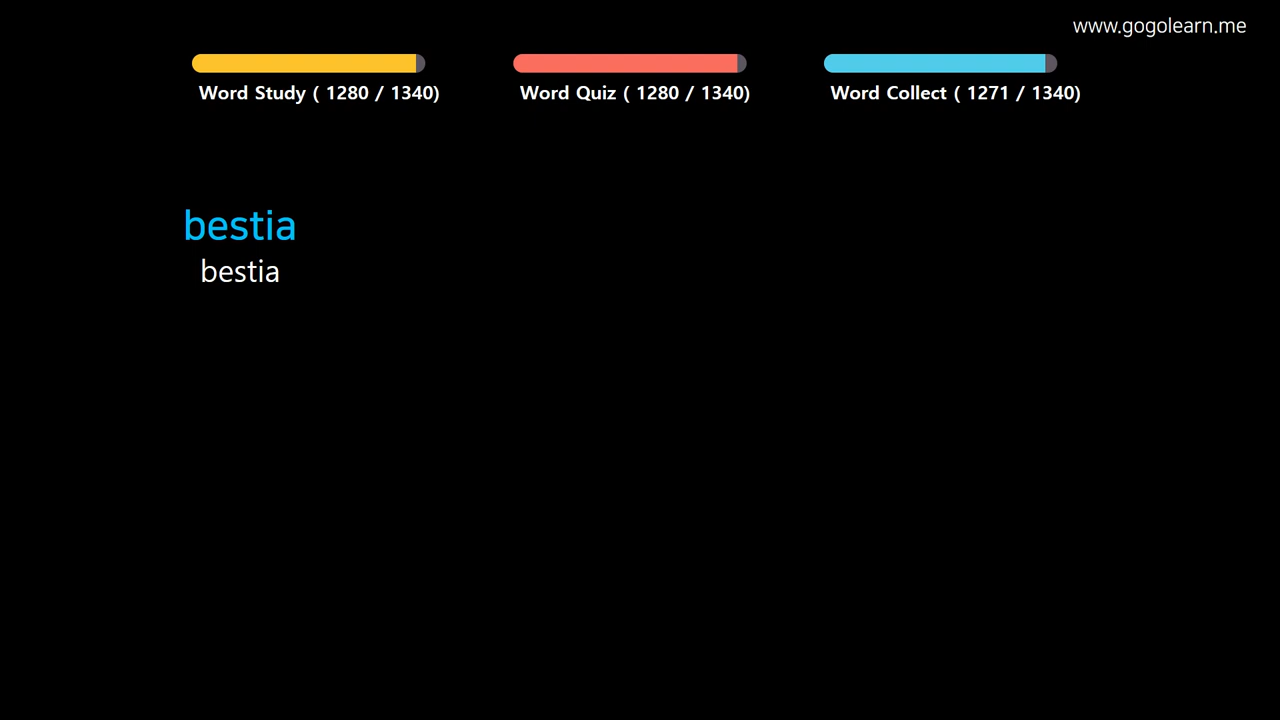 www.gogolearn.me
Word Study ( 1280 / 1340)
Word Quiz ( 1280 / 1340)
Word Collect ( 1271 / 1340)
bestia
bestia